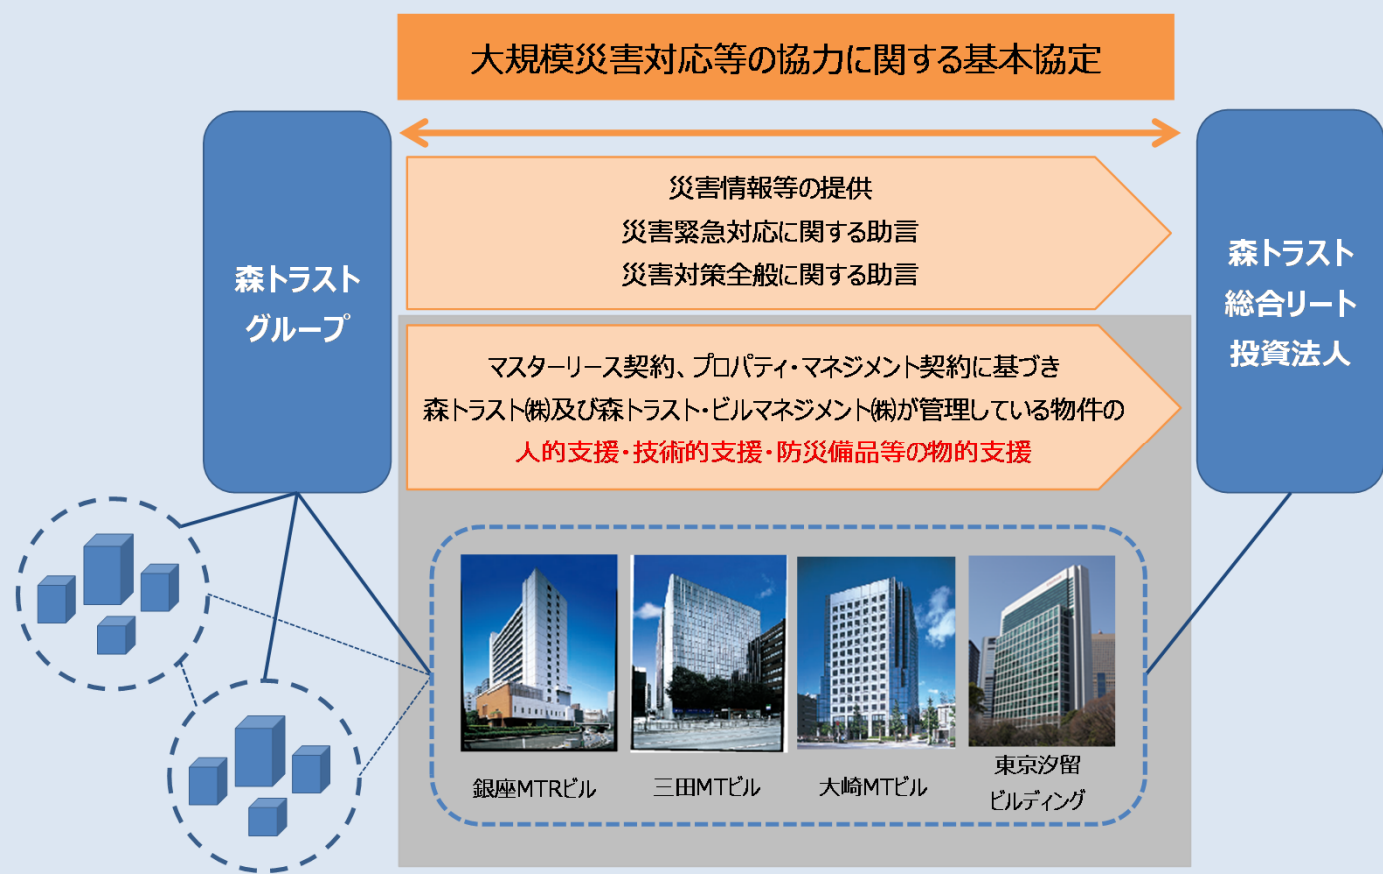 大規模災害対応等の協力に関する基本協定
森トラスト
グループ
災害情報等の提供
災害緊急対応に関する助言
災害対策全般に関する助言
マスターリース契約、プロパティ・マネジメント契約に基づき
森トラスト㈱及び森トラスト・ビルマネジメント㈱が管理している物件の
人的支援・技術的支援・防災備品等の物的支援
森トラスト
総合リート
投資法人
銀座MTRビル
三田MTビル
大崎MTビル
東京汐留
ビルディング